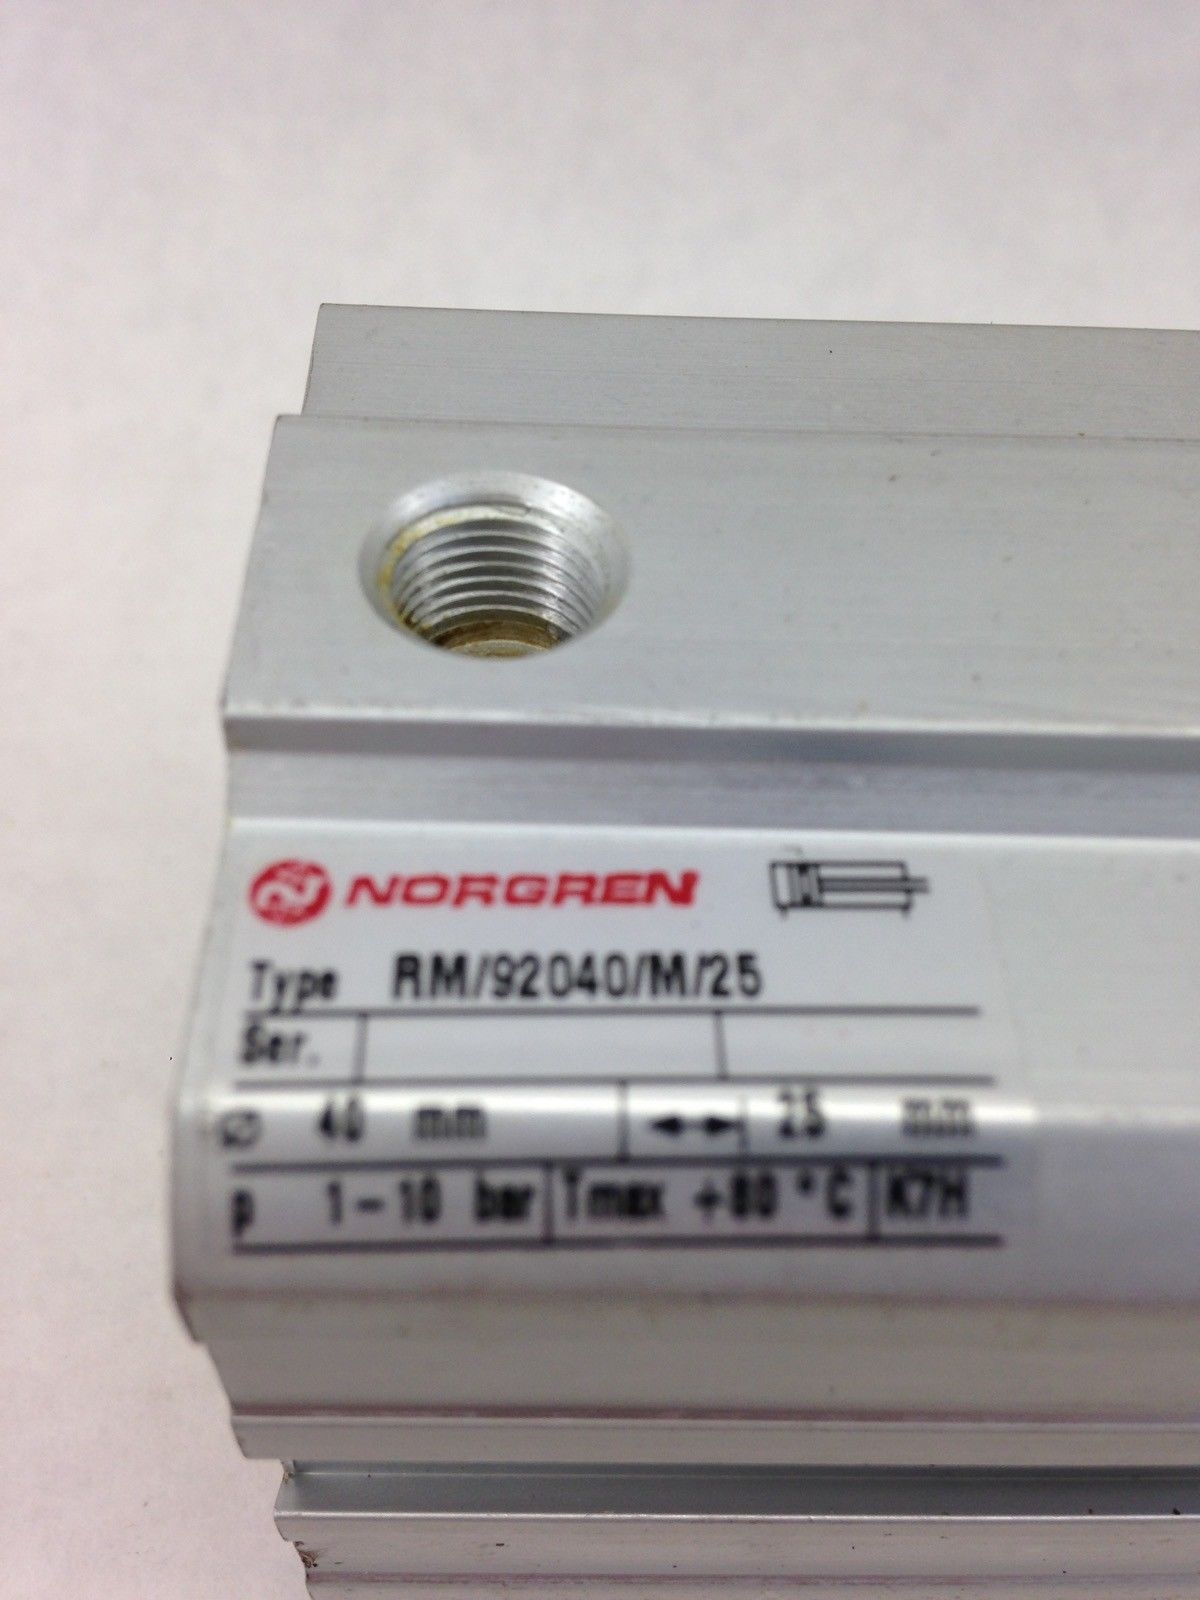 NORGREN
Type RM/92040/M/25
Ser.
Ø 40 mm 25 mm
p 1-10 bar Tmax +80 °C K7H